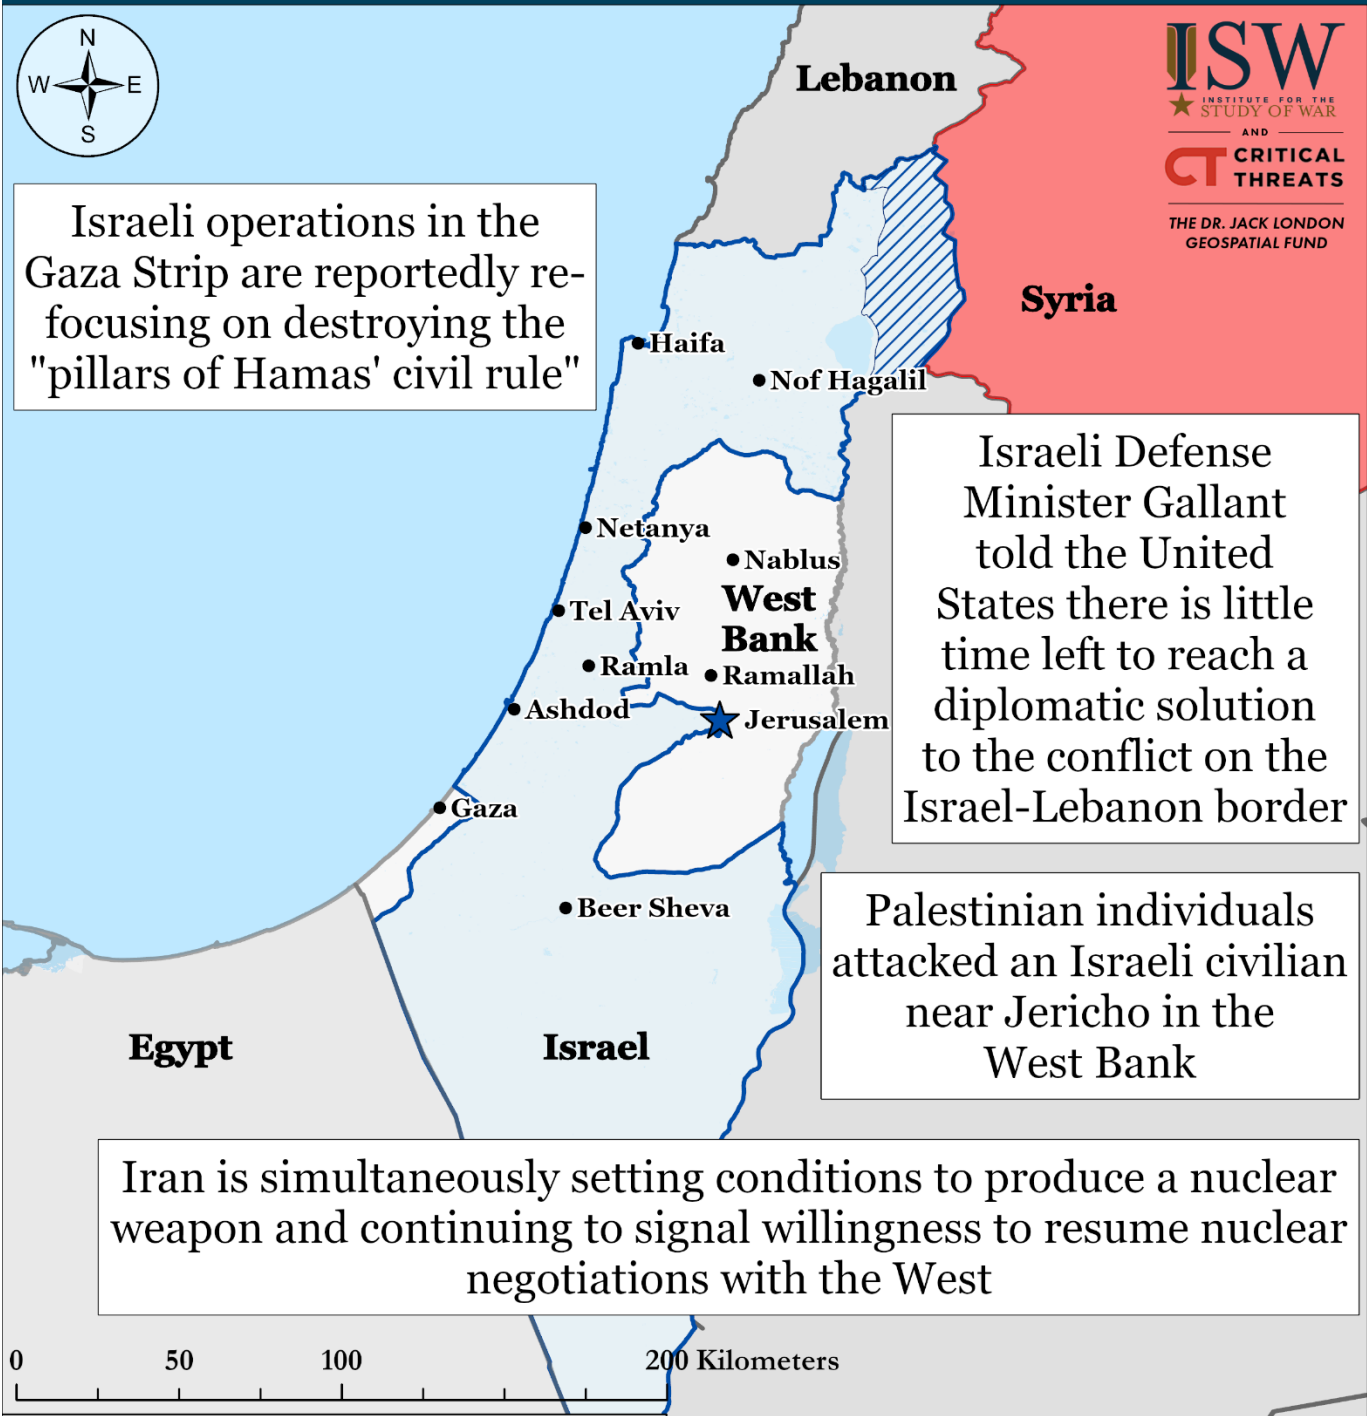 N
W
E
S
Lebanon
ISW
INSTITUTE FOR THE
STUDY OF WAR
AND
CT CRITICAL
THREATS
THE DR. JACK LONDON
GEOSPATIAL FUND
Israeli operations in the
Gaza Strip are reportedly re-
focusing on destroying the
"pillars of Hamas' civil rule"
Syria
Haifa
Nof Hagalil
Israeli Defense
Minister Gallant
told the United
States there is little
time left to reach a
diplomatic solution
to the conflict on the
Israel-Lebanon border
Netanya
Nablus
West
Bank
Tel Aviv
Ramla
Ramallah
Ashdod
Jerusalem
Gaza
Beer Sheva
Palestinian individuals
attacked an Israeli civilian
near Jericho in the
West Bank
Egypt
Israel
Iran is simultaneously setting conditions to produce a nuclear
weapon and continuing to signal willingness to resume nuclear
negotiations with the West
0 50 100 200 Kilometers